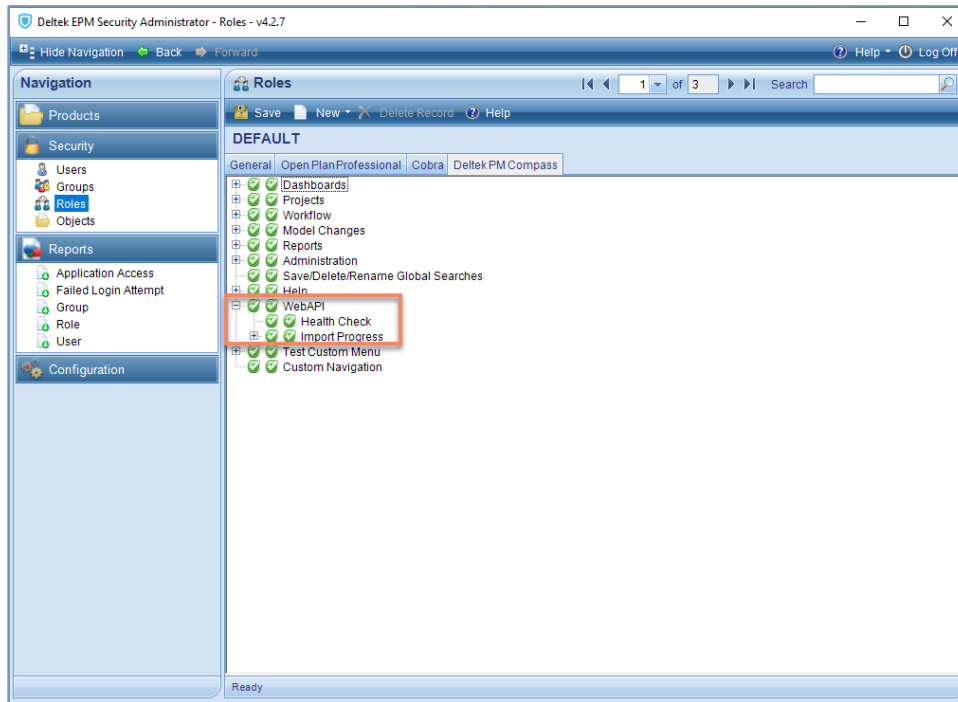 Deltek EPM Security Administrator - Roles - v4.2.7
Hide Navigation Back Forward Help Log Off
Navigation
Products
Security
Users
Groups
Roles
Objects
Reports
Application Access
Failed Login Attempt
Group
Role
User
Configuration
Roles 1 of 3 Search
Save New Delete Record Help
DEFAULT
General Open Plan Professional Cobra Deltek PM Compass
Dashboards
Projects
Workflow
Model Changes
Reports
Administration
Save/Delete/Rename Global Searches
Help
WebAPI
Health Check
Import Progress
Test Custom Menu
Custom Navigation
Ready